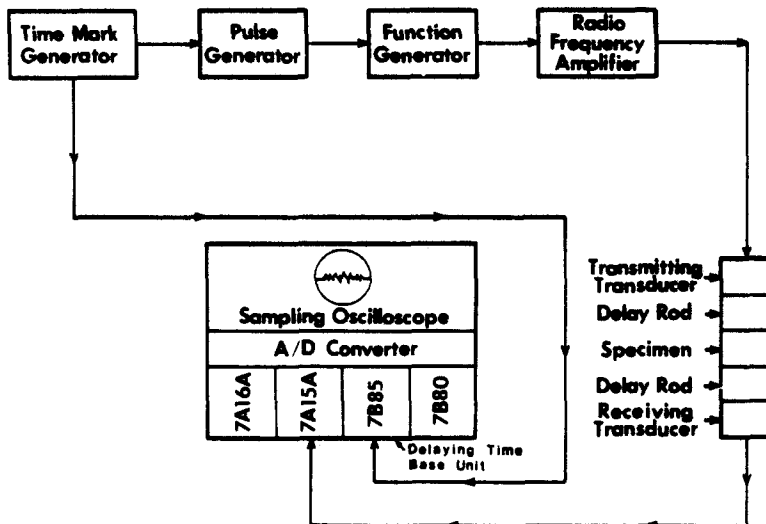 Time Mark
Generator
Pulse
Generator
Function
Generator
Radio
Frequency
Amplifier
Transmitting
Transducer
Delay Rod
Specimen
Delay Rod
Receiving
Transducer
Sampling Oscilloscope
A/D Converter
7A16A
7A15A
7B85
7B80
Delaying Time
Base Unit